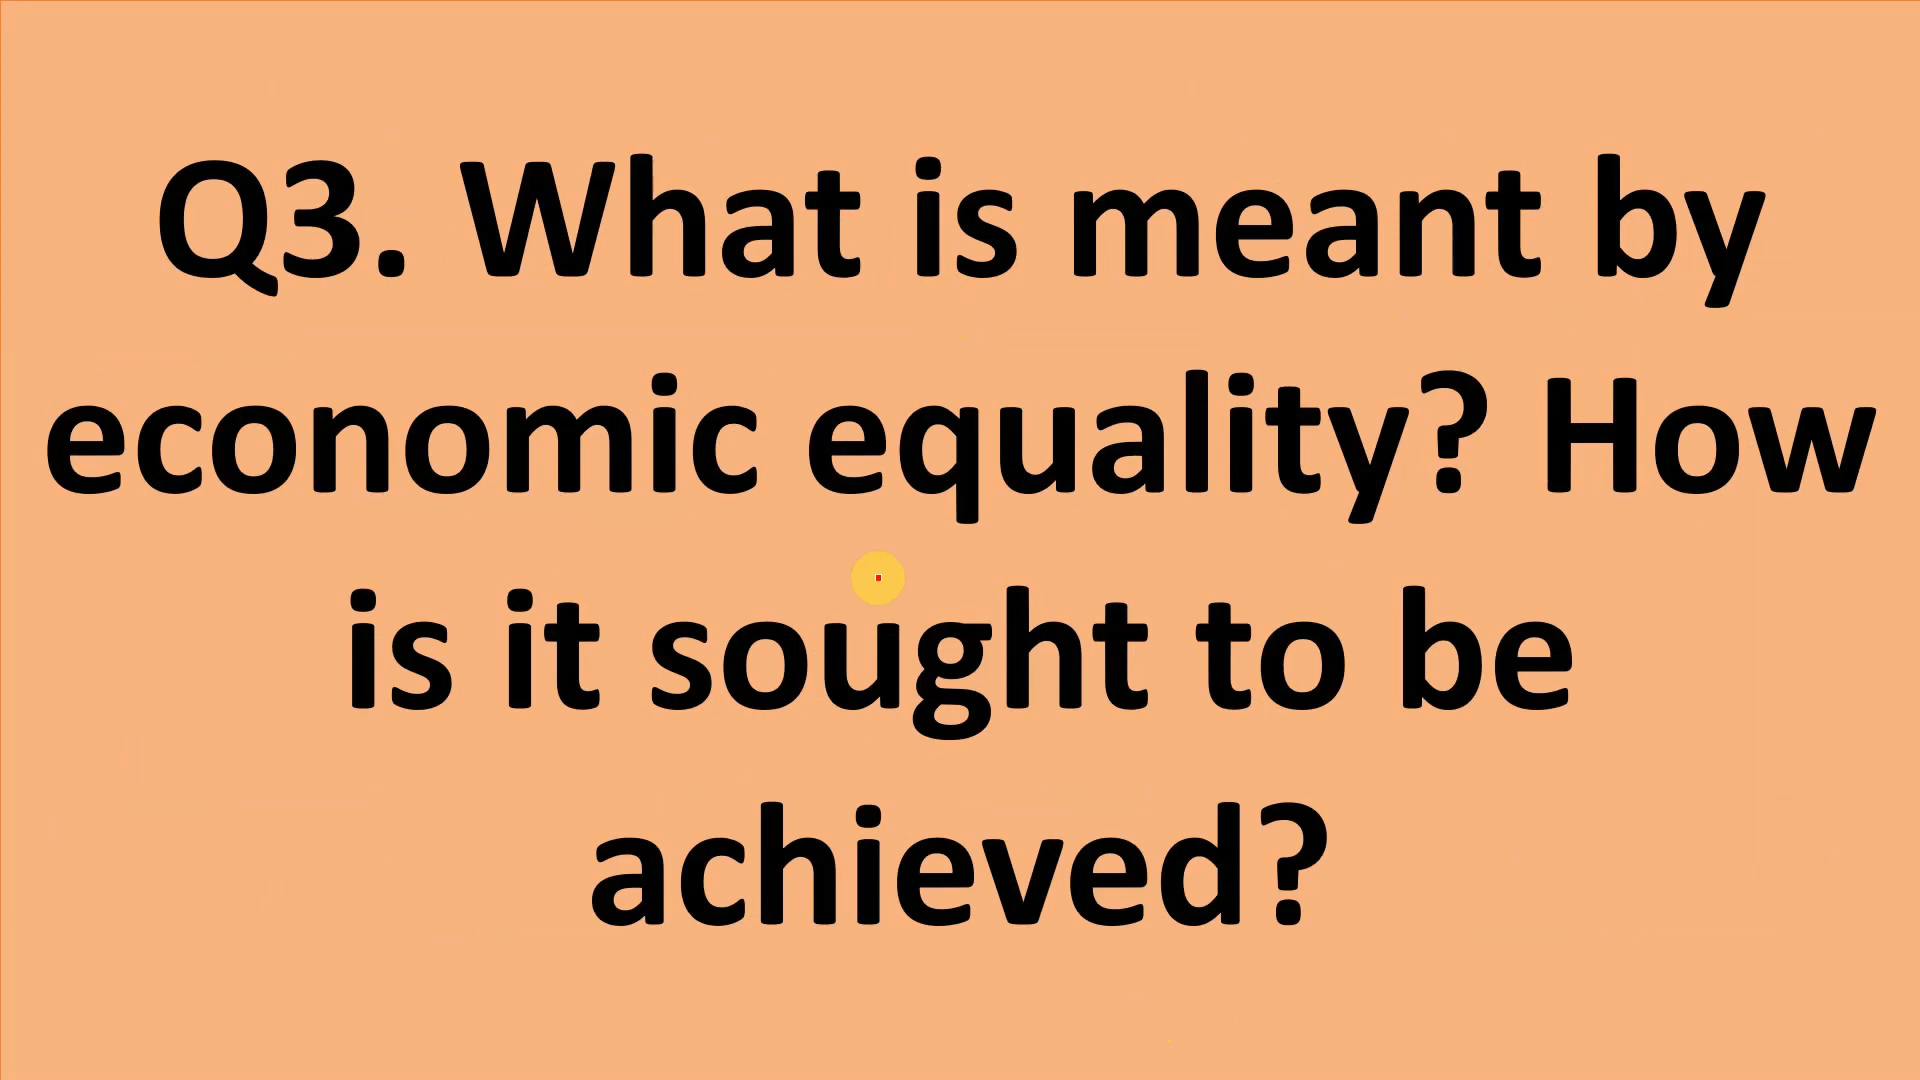 Q3. What is meant by
economic equality? How
is it sought to be
achieved?